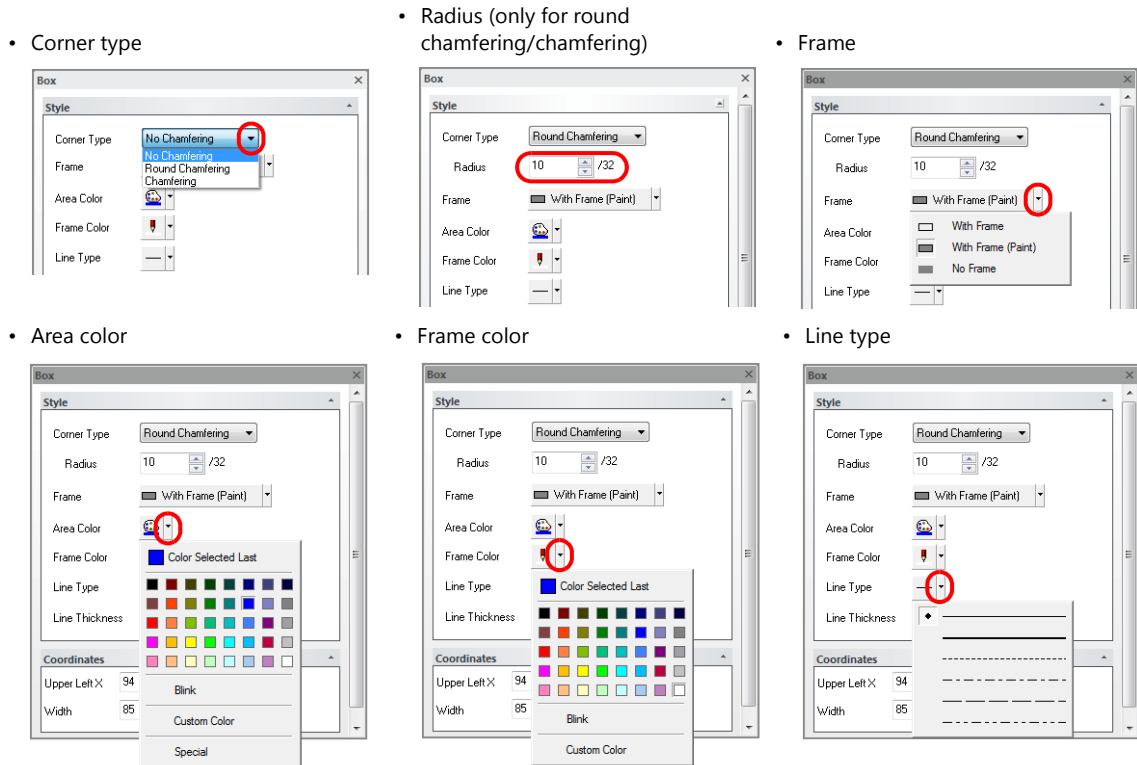 • Corner type
Box
Style
Corner Type No Chamfering
No Chamfering
Round Chamfering
Chamfering
Frame
Area Color
Frame Color
Line Type
• Radius (only for round
chamfering/chamfering)
Box
Style
Corner Type Round Chamfering
Radius 10 /32
Frame With Frame (Paint)
Area Color
Frame Color
Line Type
• Frame
Box
Style
Corner Type Round Chamfering
Radius 10 /32
Frame With Frame (Paint)
With Frame
With Frame (Paint)
No Frame
Area Color
Frame Color
Line Type
• Area color
Box
Style
Corner Type Round Chamfering
Radius 10 /32
Frame With Frame (Paint)
Area Color
Frame Color
Color Selected Last
Line Type
Line Thickness
Coordinates
Upper Left X 94
Width 85
Blink
Custom Color
Special
• Frame color
Box
Style
Corner Type Round Chamfering
Radius 10 /32
Frame With Frame (Paint)
Area Color
Frame Color
Line Type
Color Selected Last
Line Thickness
Coordinates
Upper Left X 94
Width 85
Blink
Custom Color
• Line type
Box
Style
Corner Type Round Chamfering
Radius 10 /32
Frame With Frame (Paint)
Area Color
Frame Color
Line Type
Line Thickness
Coordinates
Upper Left X 94
Width 85